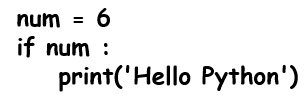 num = 6
if num :
    print('Hello Python')